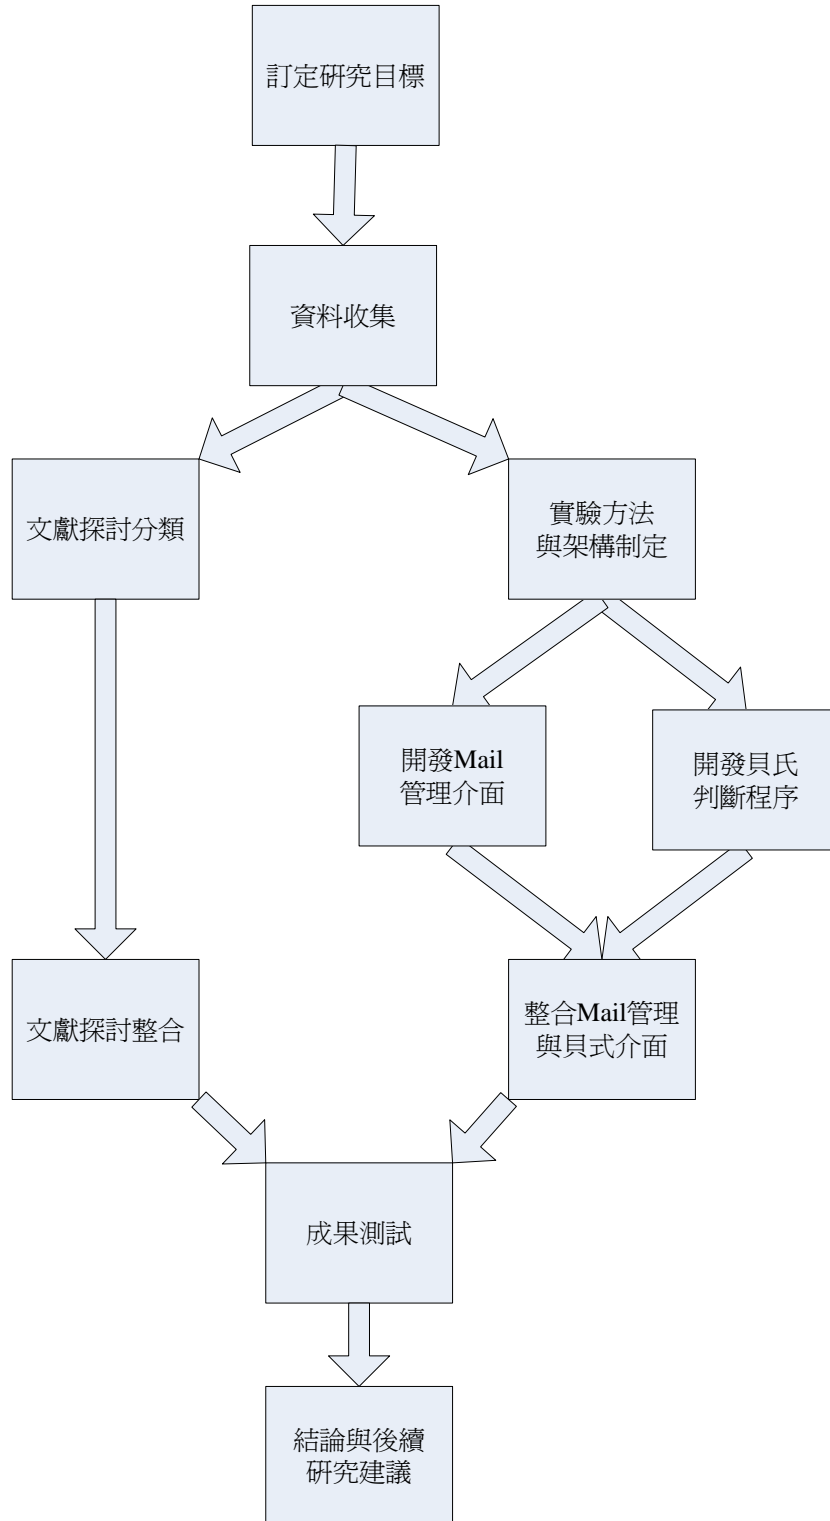 訂定研究目標
資料收集
文獻探討分類
實驗方法
與架構制定
開發Mail
管理介面
開發貝氏
判斷程序
文獻探討整合
整合Mail管理
與貝式介面
成果測試
結論與後續
研究建議